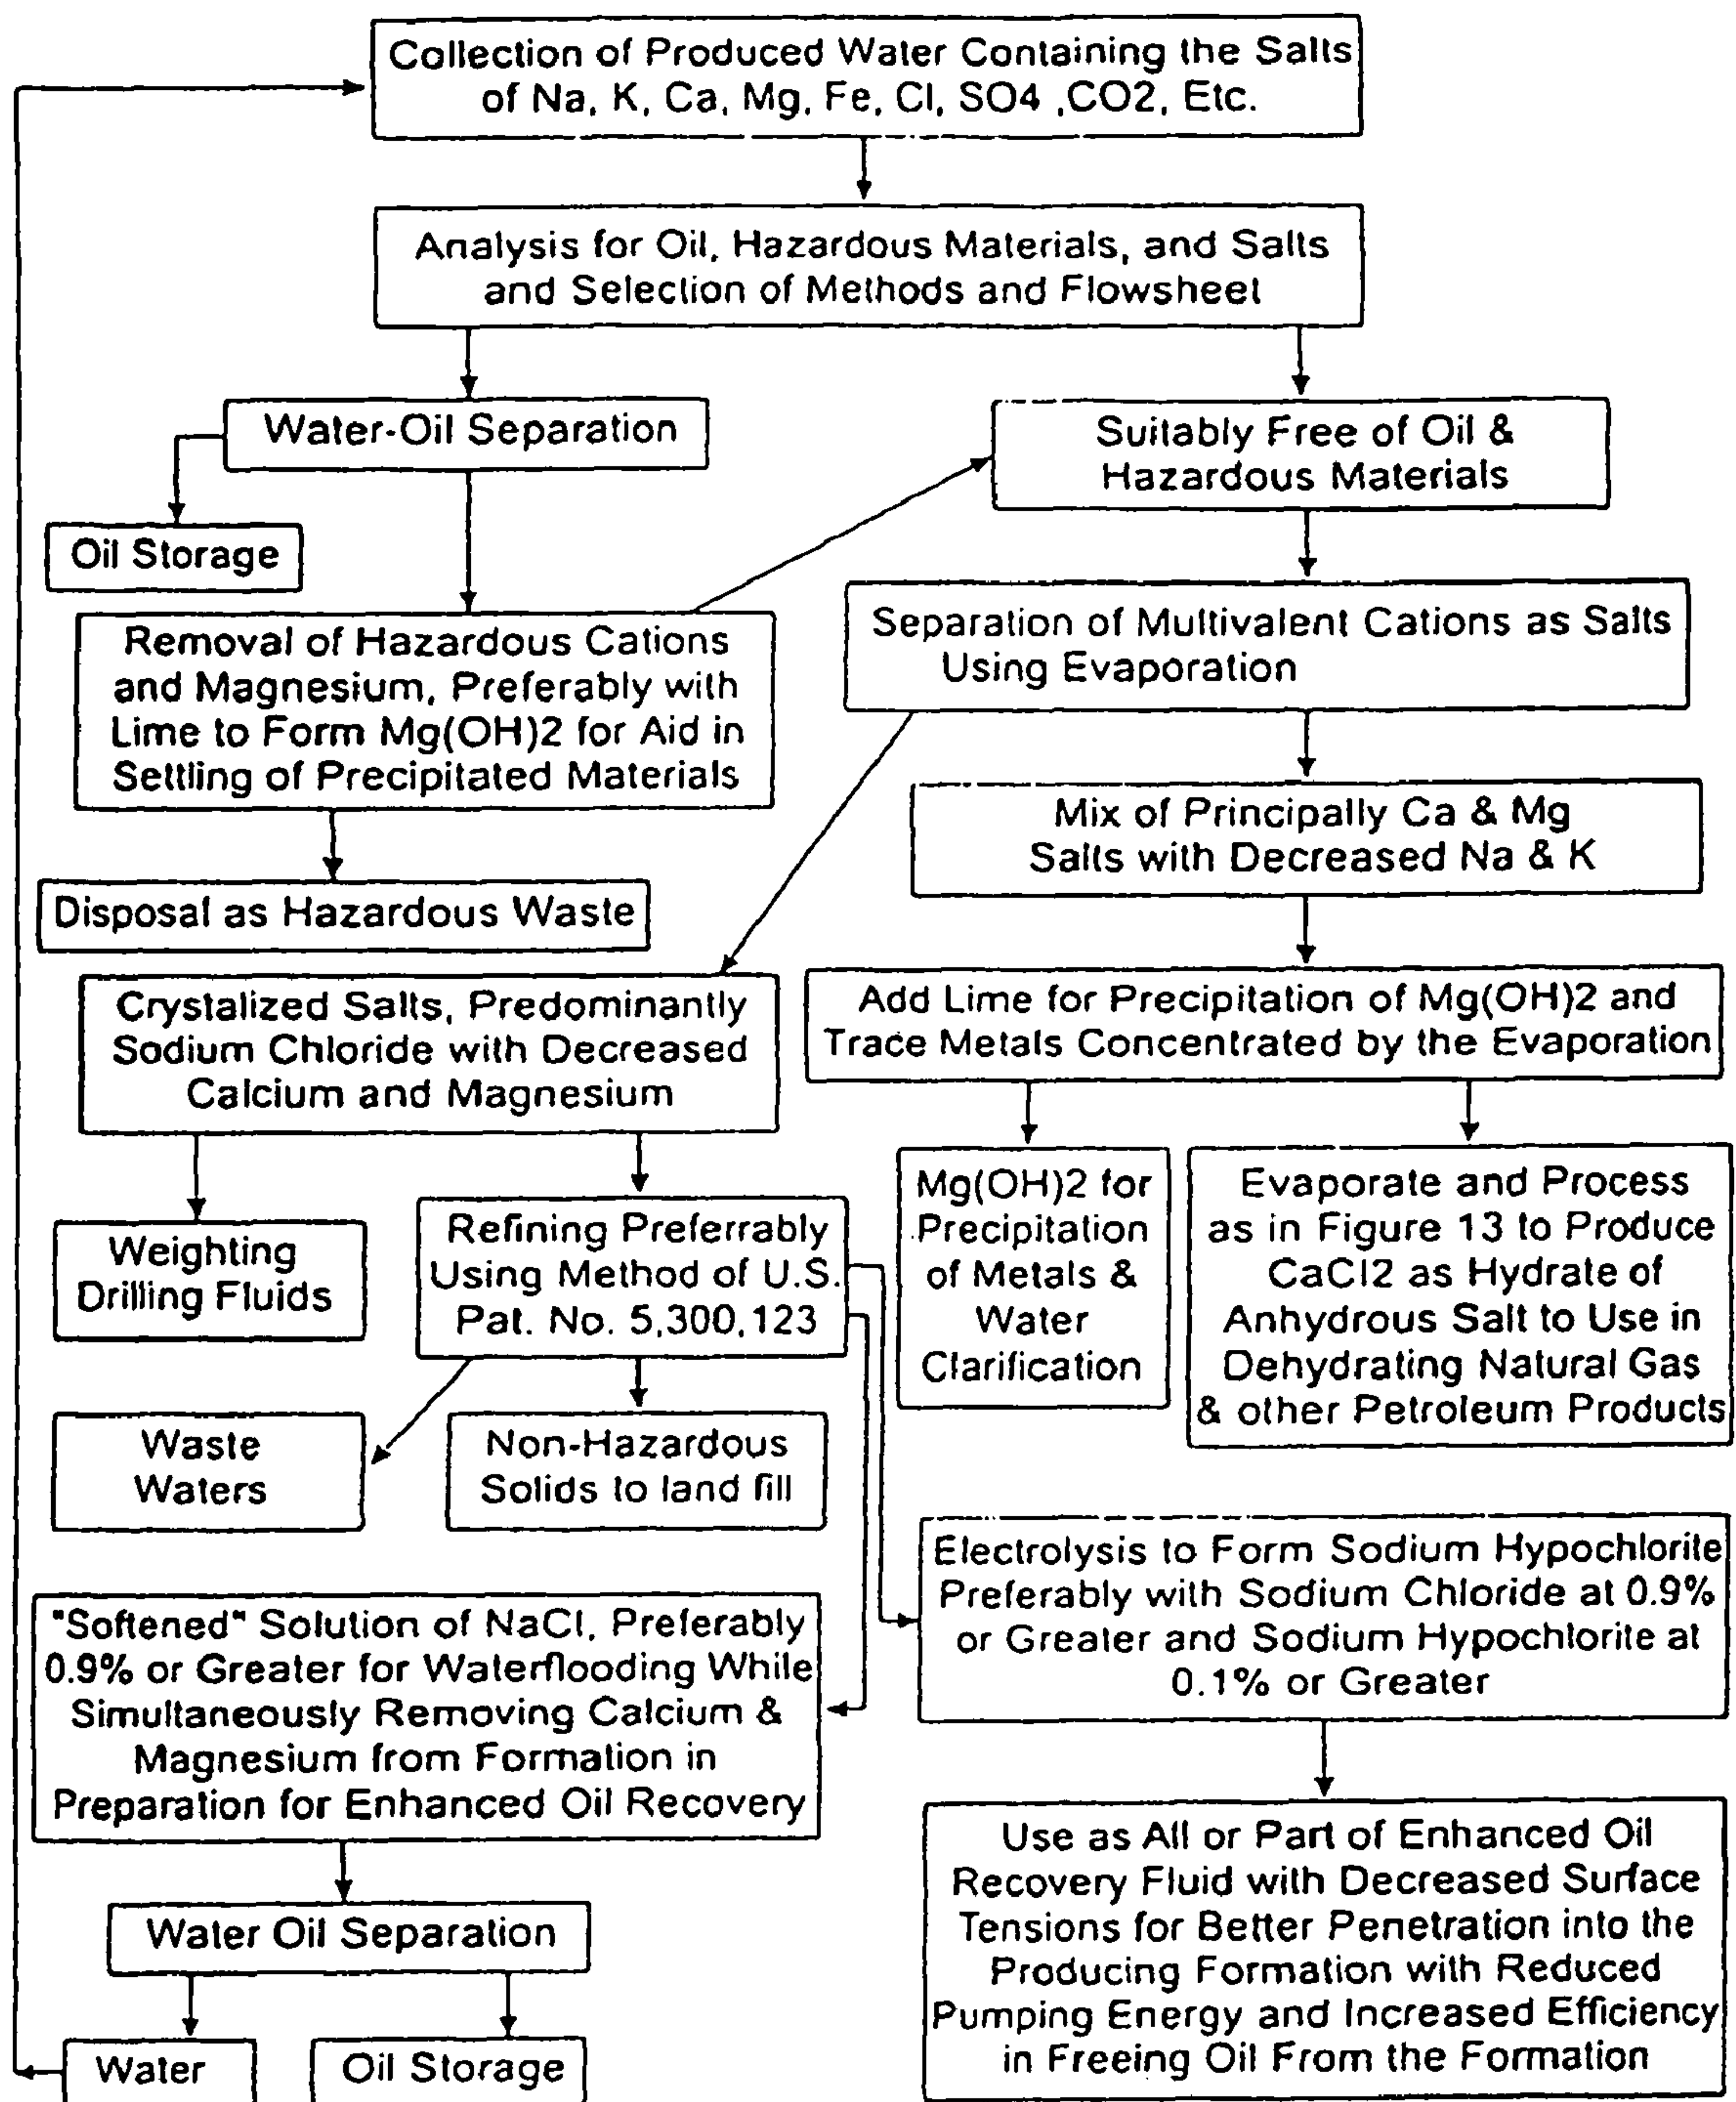 Collection of Produced Water Containing the Salts
of Na, K, Ca, Mg, Fe, Cl, SO4 ,CO2, Etc.
Analysis for Oil, Hazardous Materials, and Salts
and Selection of Methods and Flowsheet
Water-Oil Separation
Suitably Free of Oil &
Hazardous Materials
Oil Storage
Removal of Hazardous Cations
and Magnesium, Preferably with
Lime to Form Mg(OH)2 for Aid in
Settling of Precipitated Materials
Separation of Multivalent Cations as Salts
Using Evaporation
Mix of Principally Ca & Mg
Salts with Decreased Na & K
Disposal as Hazardous Waste
Crystalized Salts, Predominantly
Sodium Chloride with Decreased
Calcium and Magnesium
Add Lime for Precipitation of Mg(OH)2 and
Trace Metals Concentrated by the Evaporation
Weighting
Drilling Fluids
Refining Preferrably
Using Method of U.S.
Pat. No. 5,300,123
Mg(OH)2 for
Precipitation
of Metals &
Water
Clarification
Evaporate and Process
as in Figure 13 to Produce
CaCl2 as Hydrate of
Anhydrous Salt to Use in
Dehydrating Natural Gas
& other Petroleum Products
Waste
Waters
Non-Hazardous
Solids to land fill
Electrolysis to Form Sodium Hypochlorite
Preferably with Sodium Chloride at 0.9%
or Greater and Sodium Hypochlorite at
0.1% or Greater
"Softened" Solution of NaCl, Preferably
0.9% or Greater for Waterflooding While
Simultaneously Removing Calcium &
Magnesium from Formation in
Preparation for Enhanced Oil Recovery
Use as All or Part of Enhanced Oil
Recovery Fluid with Decreased Surface
Tensions for Better Penetration into the
Producing Formation with Reduced
Pumping Energy and Increased Efficiency
in Freeing Oil From the Formation
Water Oil Separation
Water
Oil Storage